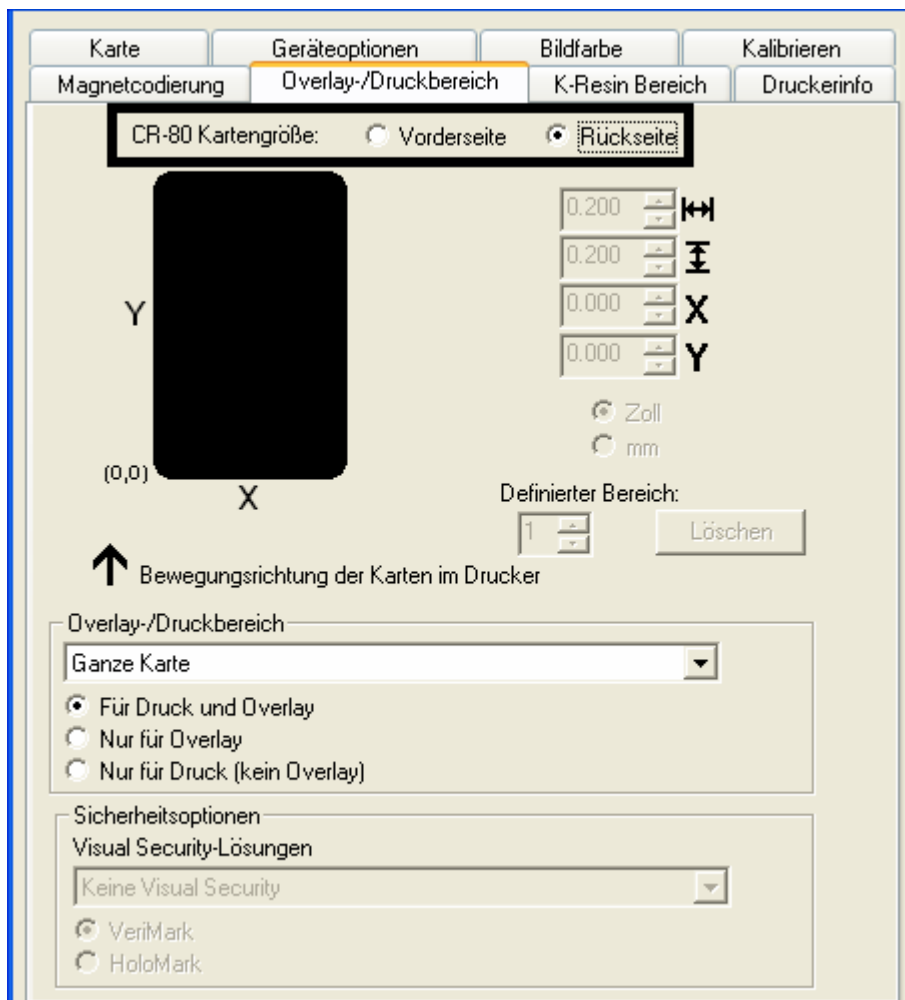 Karte Geräteoptionen Bildfarbe Kalibrieren
Magnetcodierung Overlay-/Druckbereich K-Resin Bereich Druckerinfo
CR-80 Kartengröße: Vorderseite Rückseite
0.200
0.200
Y 0.000 X
0.000 Y
Zoll
mm
(0,0)
X
Definierter Bereich:
1 Löschen
Bewegungsrichtung der Karten im Drucker
Overlay-/Druckbereich
Ganze Karte
Für Druck und Overlay
Nur für Overlay
Nur für Druck (kein Overlay)
Sicherheitsoptionen
Visual Security-Lösungen
Keine Visual Security
VeriMark
HoloMark